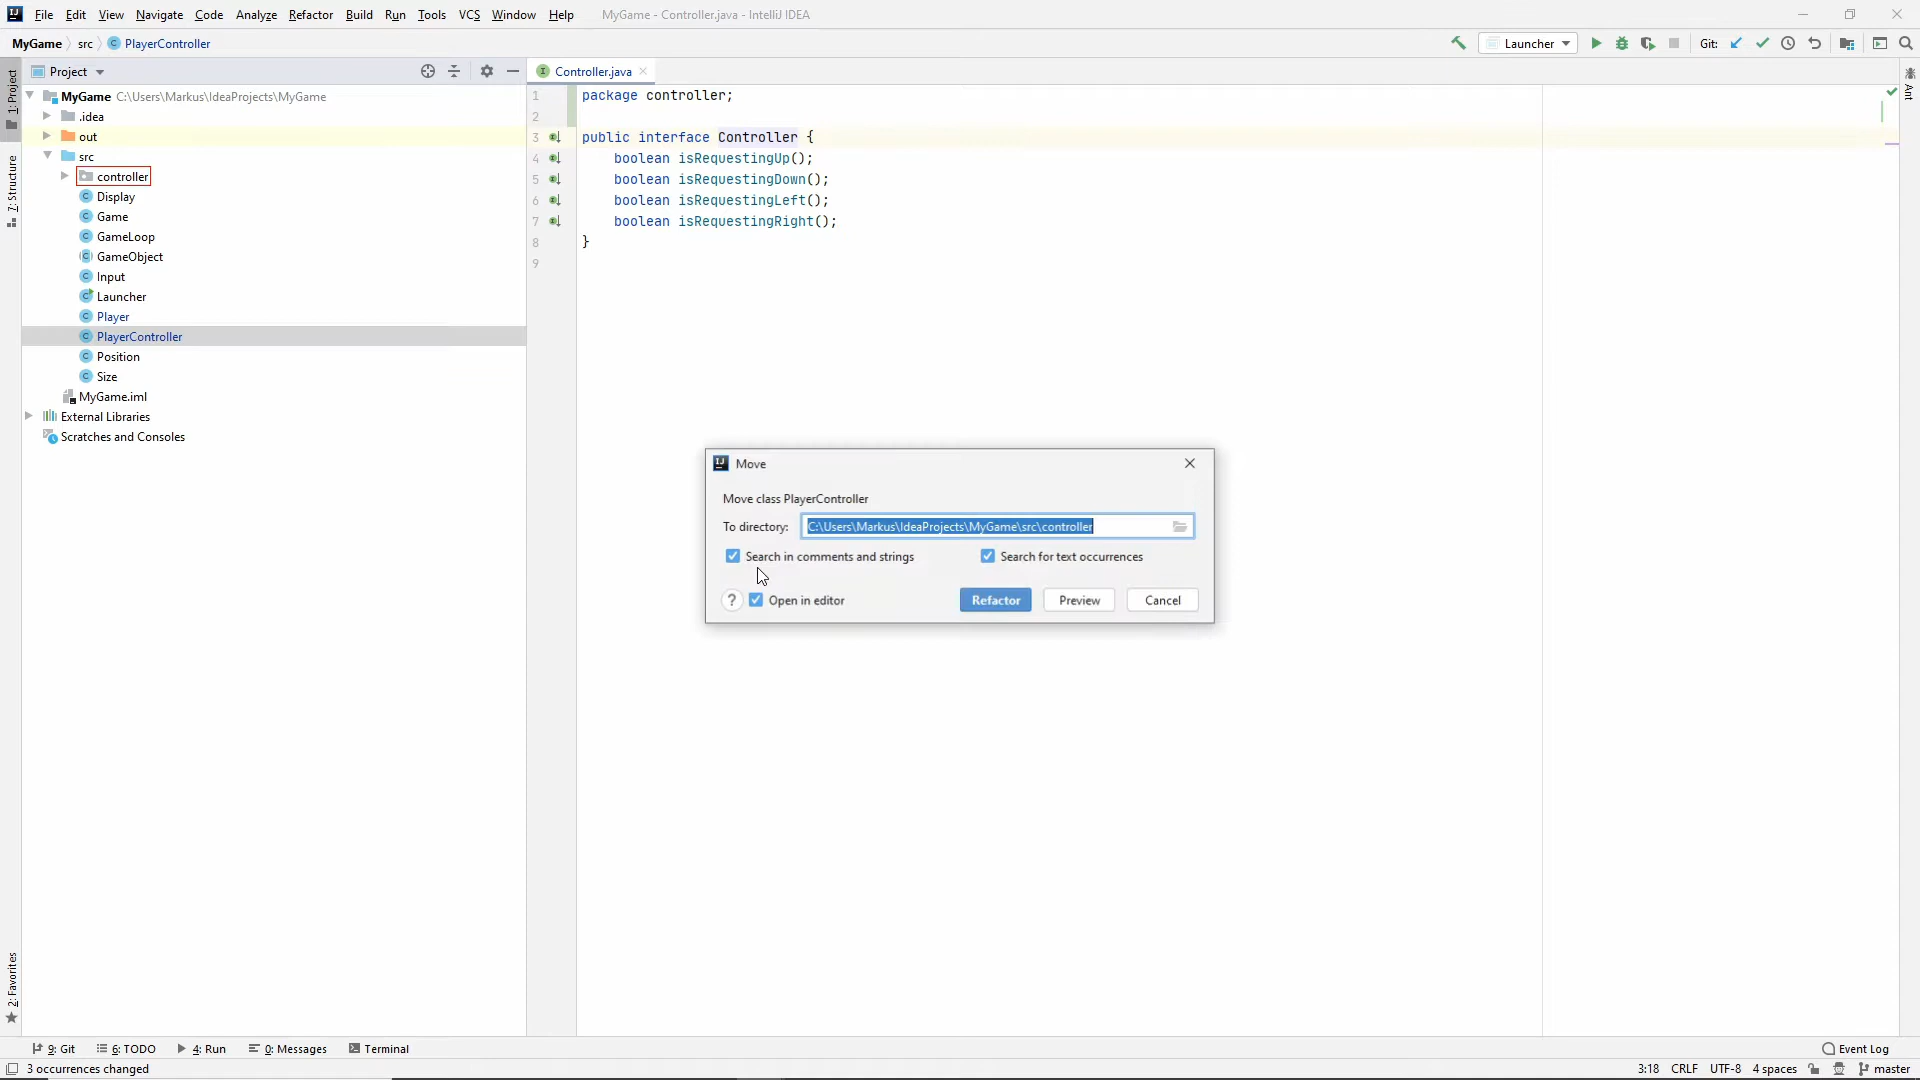 File Edit View Navigate Code Analyze Refactor Build Run Tools VCS Window Help MyGame - Controller.java - IntelliJ IDEA
MyGame src PlayerController Launcher Git:
Project Controller.java
1: Project
7: Structure
2: Favorites
Ant
MyGame C:\Users\Markus\IdeaProjects\MyGame
.idea
out
src
controller
Display
Game
GameLoop
GameObject
Input
Launcher
Player
PlayerController
Position
Size
MyGame.iml
External Libraries
Scratches and Consoles
1 package controller;
2
3 public interface Controller {
4 boolean isRequestingUp();
5 boolean isRequestingDown();
6 boolean isRequestingLeft();
7 boolean isRequestingRight();
8 }
9
Move
Move class PlayerController
To directory: C:\Users\Markus\IdeaProjects\MyGame\src\controller
Search in comments and strings Search for text occurrences
? Open in editor Refactor Preview Cancel
9: Git 6: TODO 4: Run 0: Messages Terminal Event Log
3 occurrences changed 3:18 CRLF UTF-8 4 spaces master